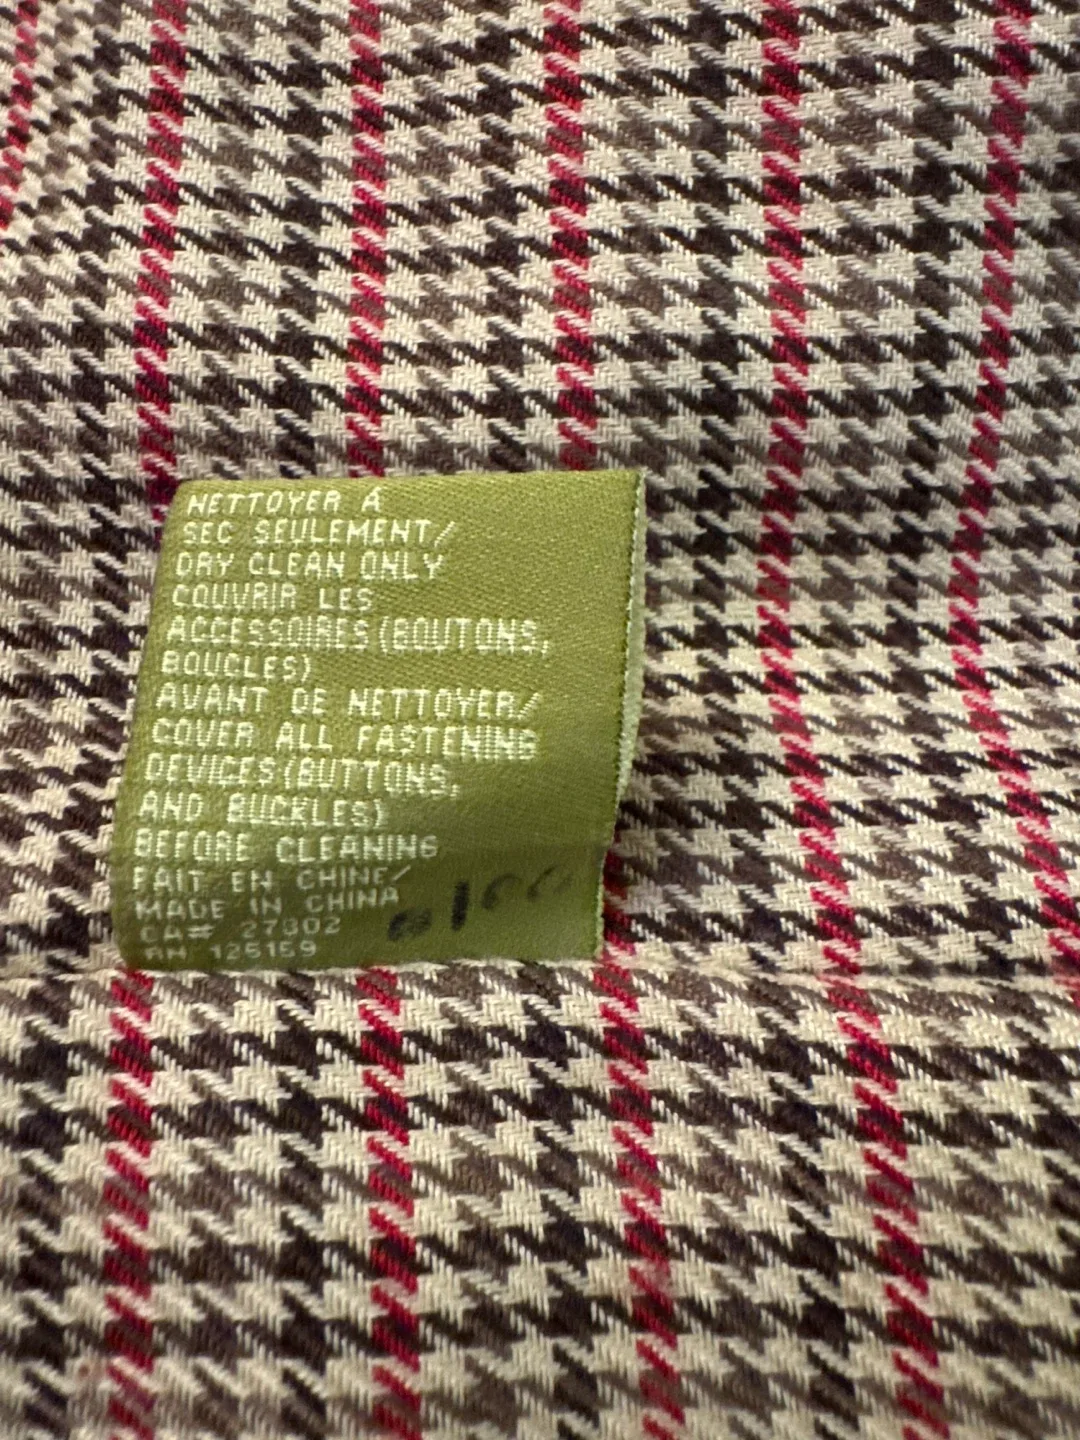 NETTOYER À
SEC SEULEMENT/
DRY CLEAN ONLY
COUVRIR LES
ACCESSOIRES (BOUTONS,
BOUCLES)
AVANT DE NETTOYER/
COVER ALL FASTENING
DEVICES (BUTTONS,
AND BUCKLES)
BEFORE CLEANING
FAIT EN CHINE/
MADE IN CHINA
CA# 27302
RN 125159